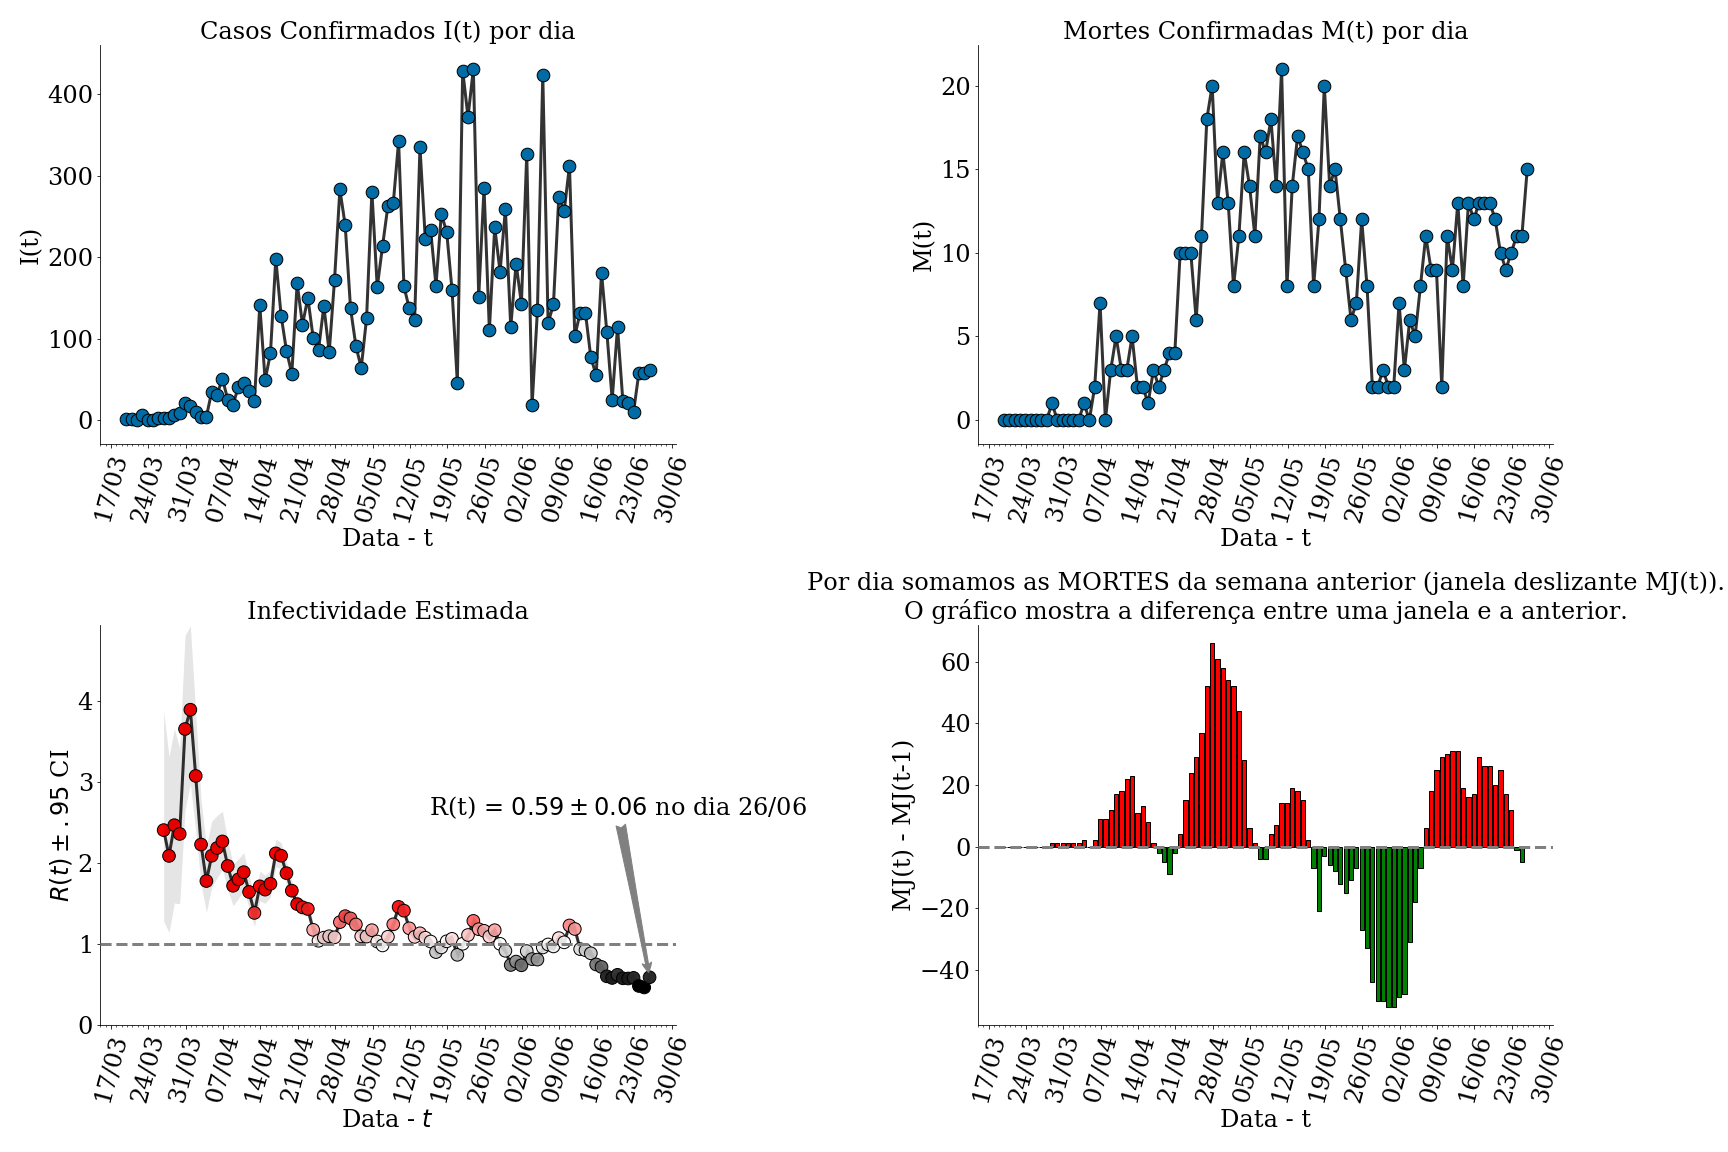 Casos Confirmados I(t) por dia
I(t)
400
300
200
100
0
17/03 24/03 31/03 07/04 14/04 21/04 28/04 05/05 12/05 19/05 26/05 02/06 09/06 16/06 23/06 30/06
Data - t
Mortes Confirmadas M(t) por dia
M(t)
20
15
10
5
0
17/03 24/03 31/03 07/04 14/04 21/04 28/04 05/05 12/05 19/05 26/05 02/06 09/06 16/06 23/06 30/06
Data - t
Infectividade Estimada
R(t) ± .95 CI
4
3
2
1
0
R(t) = 0.59 ± 0.06 no dia 26/06
17/03 24/03 31/03 07/04 14/04 21/04 28/04 05/05 12/05 19/05 26/05 02/06 09/06 16/06 23/06 30/06
Data - t
Por dia somamos as MORTES da semana anterior (janela deslizante MJ(t)).
O gráfico mostra a diferença entre uma janela e a anterior.
MJ(t) - MJ(t-1)
60
40
20
0
−20
−40
17/03 24/03 31/03 07/04 14/04 21/04 28/04 05/05 12/05 19/05 26/05 02/06 09/06 16/06 23/06 30/06
Data - t